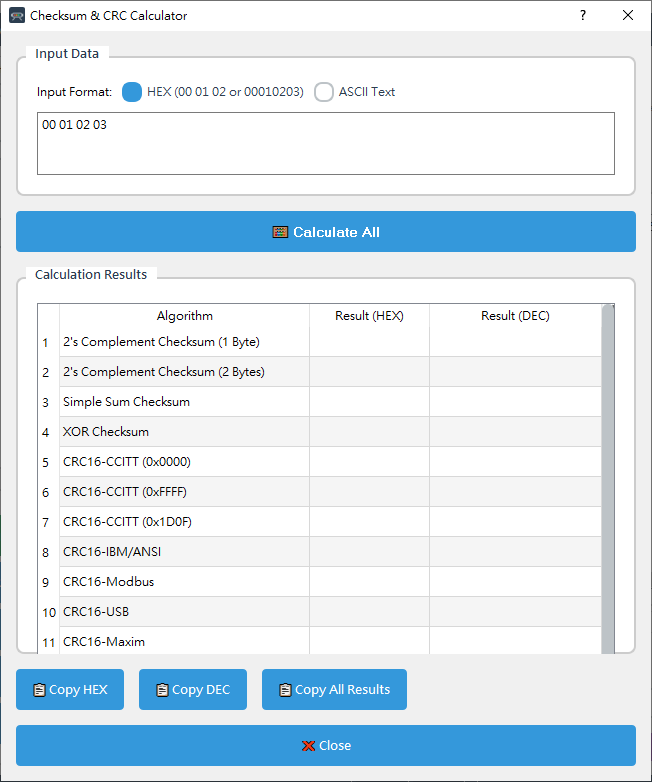 Checksum & CRC Calculator ?
Input Data
Input Format: HEX (00 01 02 or 00010203) ASCII Text
00 01 02 03
Calculate All
Calculation Results
Algorithm Result (HEX) Result (DEC)
1 2's Complement Checksum (1 Byte)
2 2's Complement Checksum (2 Bytes)
3 Simple Sum Checksum
4 XOR Checksum
5 CRC16-CCITT (0x0000)
6 CRC16-CCITT (0xFFFF)
7 CRC16-CCITT (0x1D0F)
8 CRC16-IBM/ANSI
9 CRC16-Modbus
10 CRC16-USB
11 CRC16-Maxim
Copy HEX Copy DEC Copy All Results
Close